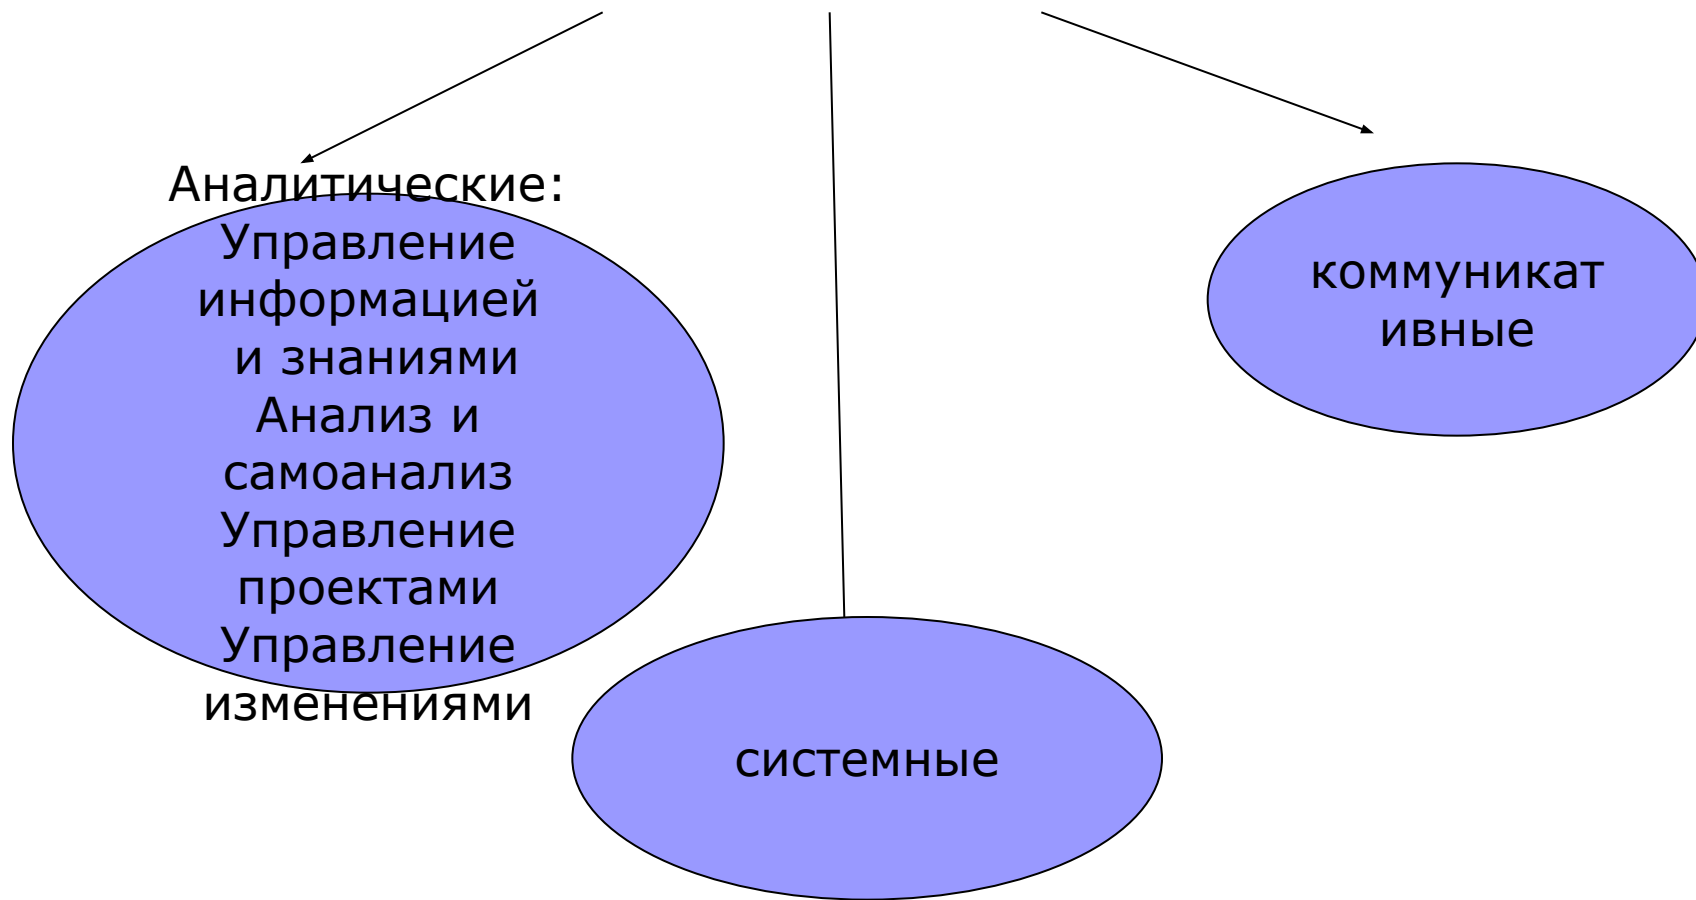 Аналитические:
Управление
информацией
и знаниями
Анализ и
самоанализ
Управление
проектами
Управление
изменениями
коммуникат
ивные
системные